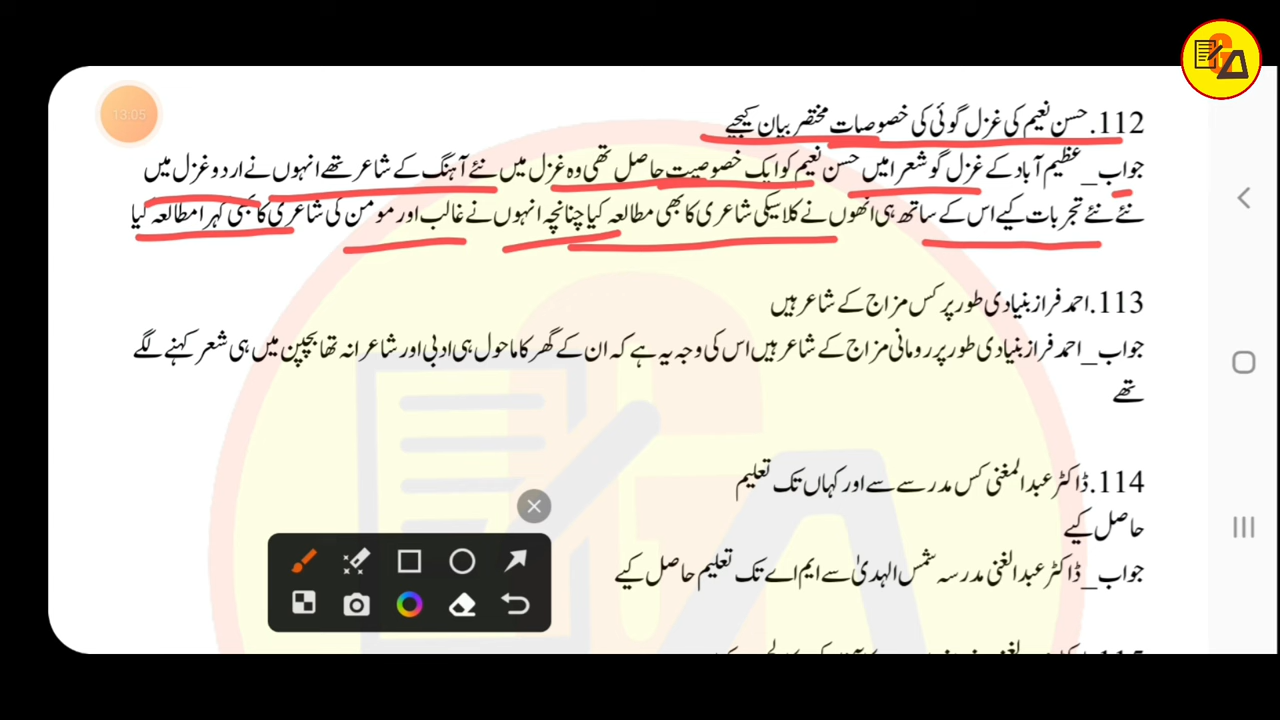 13:05
112. حسن نعیم کی غزل گوئی کی خصوصات مختصر بیان کیجیے
جواب_ عظیم آباد کے غزل گو شعرا میں حسن نعیم کو ایک خصوصیت حاصل تھی وہ غزل میں نئے آہنگ کے شاعر تھے انہوں نے اردو غزل میں
نئے نئے تجربات کیے اس کے ساتھ ہی انھوں نے کلاسیکی شاعری کا بھی مطالعہ کیا چنانچہ انہوں نے غالب اور مومن کی شاعری کا بھی گہرا مطالعہ کیا
113. احمد فراز بنیادی طور پر کس مزاج کے شاعر ہیں
جواب_ احمد فراز بنیادی طور پر رومانی مزاج کے شاعر ہیں اس کی وجہ یہ ہے کہ ان کے گھر کا ماحول ہی ادبی اور شاعرانہ تھا بچپن میں ہی شعر کہنے لگے
تھے
114. ڈاکٹر عبدالمغنی کس مدرسے سے اور کہاں تک تعلیم
حاصل کیے
جواب_ ڈاکٹر عبدالغنی مدرسہ شمس الہدیٰ سے ایم اے تک تعلیم حاصل کیے